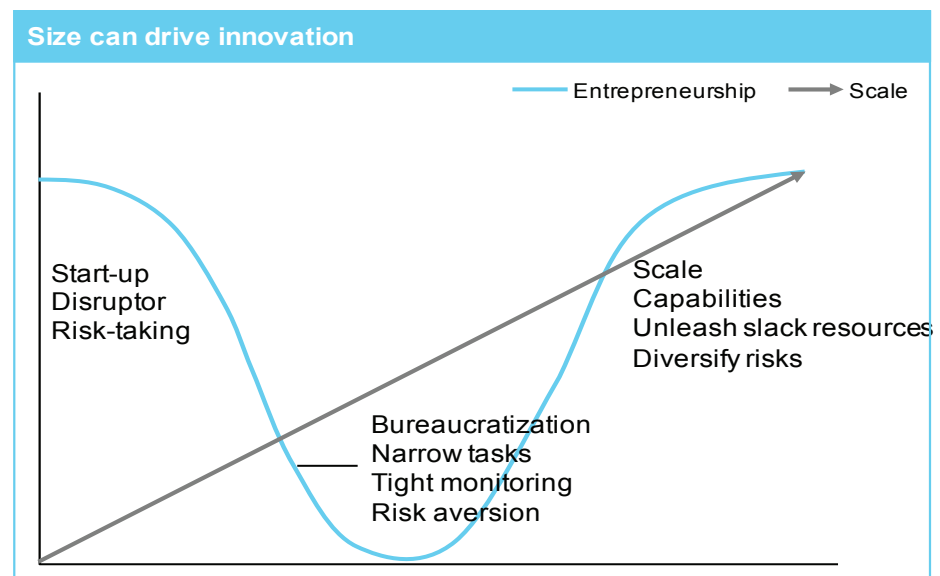 Size can drive innovation
Entrepreneurship
Scale
Start-up
Disruptor
Risk-taking
Scale
Capabilities
Unleash slack resources
Diversify risks
Bureaucratization
Narrow tasks
Tight monitoring
Risk aversion